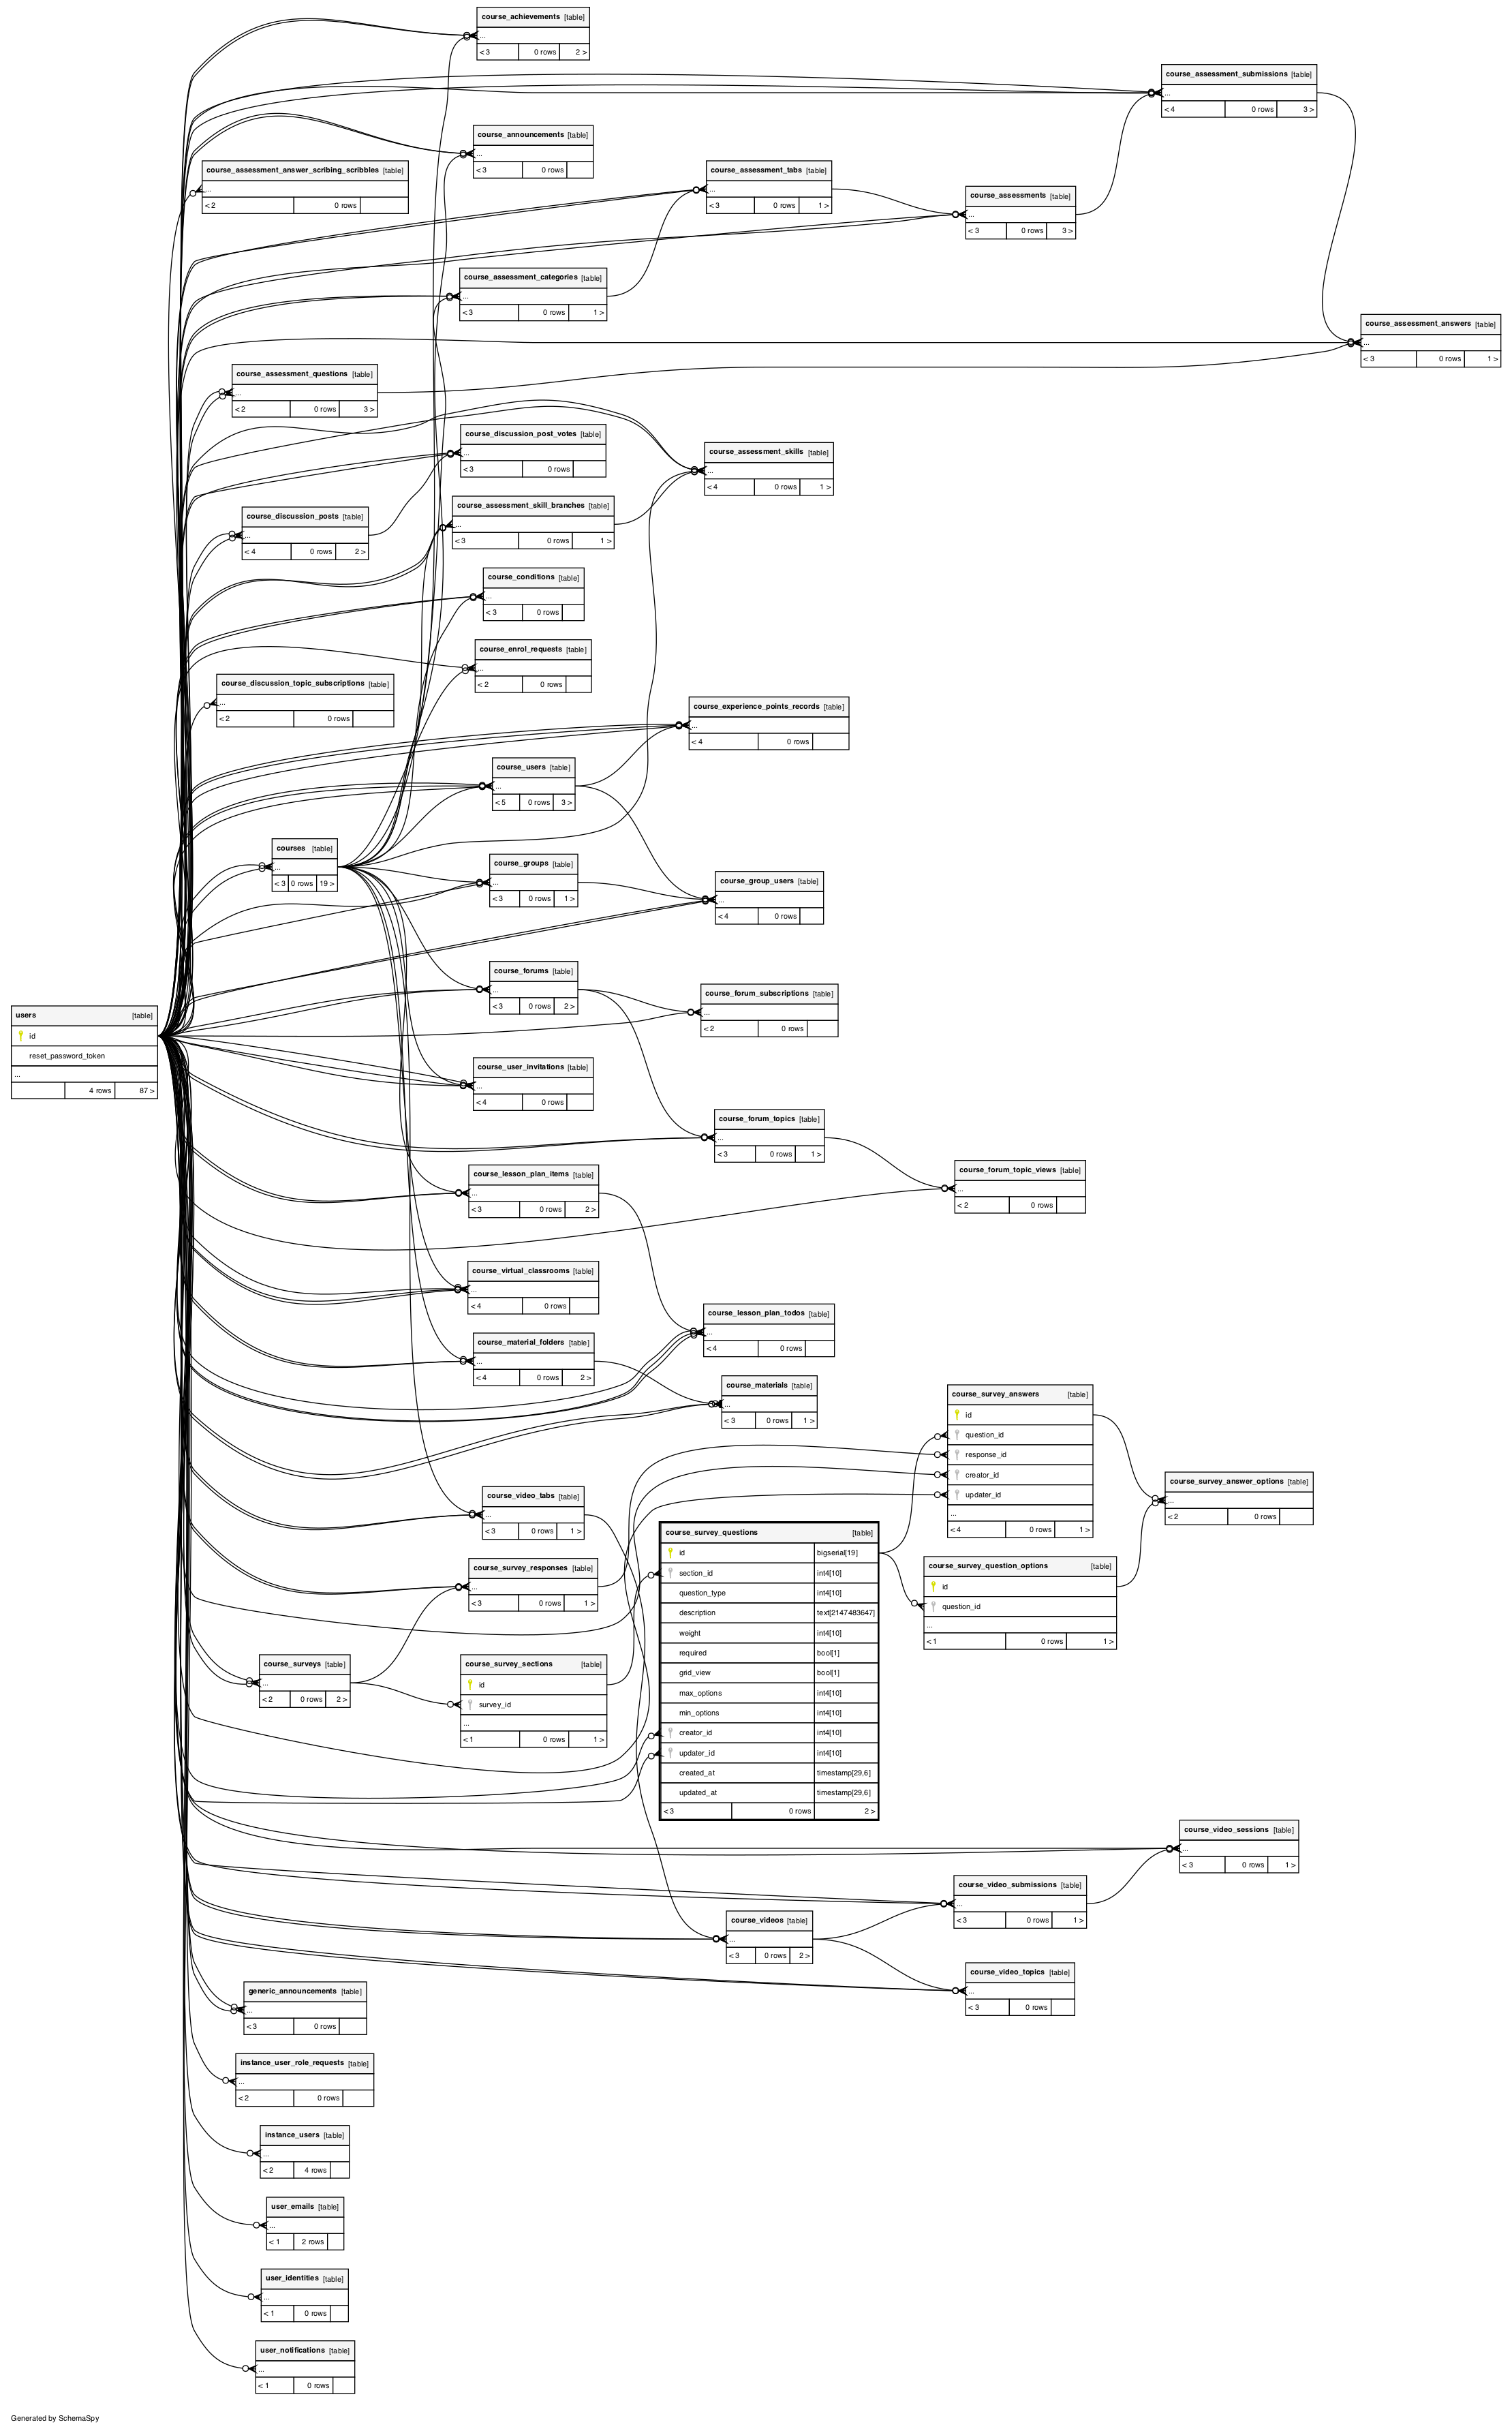 course_achievements [table]
...
< 3 0 rows 2 >
course_assessment_submissions [table]
...
< 4 0 rows 3 >
course_announcements [table]
...
< 3 0 rows
course_assessment_answer_scribing_scribbles [table]
...
< 2 0 rows
course_assessment_tabs [table]
...
< 3 0 rows 1 >
course_assessments [table]
...
< 3 0 rows 3 >
course_assessment_categories [table]
...
< 3 0 rows 1 >
course_assessment_answers [table]
...
< 3 0 rows 1 >
course_assessment_questions [table]
...
< 2 0 rows 3 >
course_discussion_post_votes [table]
...
< 3 0 rows
course_assessment_skills [table]
...
< 4 0 rows 1 >
course_assessment_skill_branches [table]
...
< 3 0 rows 1 >
course_discussion_posts [table]
...
< 4 0 rows 2 >
course_conditions [table]
...
< 3 0 rows
course_enrol_requests [table]
...
< 2 0 rows
course_discussion_topic_subscriptions [table]
...
< 2 0 rows
course_experience_points_records [table]
...
< 4 0 rows
course_users [table]
...
< 5 0 rows 3 >
courses [table]
...
< 3 0 rows 19 >
course_groups [table]
...
< 3 0 rows 1 >
course_group_users [table]
...
< 4 0 rows
course_forums [table]
...
< 3 0 rows 2 >
course_forum_subscriptions [table]
...
< 2 0 rows
users [table]
id
reset_password_token
...
4 rows 87 >
course_user_invitations [table]
...
< 4 0 rows
course_forum_topics [table]
...
< 3 0 rows 1 >
course_forum_topic_views [table]
...
< 2 0 rows
course_lesson_plan_items [table]
...
< 3 0 rows 2 >
course_virtual_classrooms [table]
...
< 4 0 rows
course_lesson_plan_todos [table]
...
< 4 0 rows
course_material_folders [table]
...
< 4 0 rows 2 >
course_materials [table]
...
< 3 0 rows 1 >
course_survey_answers [table]
id
question_id
response_id
creator_id
updater_id
...
< 4 0 rows 1 >
course_survey_answer_options [table]
...
< 2 0 rows
course_video_tabs [table]
...
< 3 0 rows 1 >
course_survey_questions [table]
id bigserial[19]
section_id int4[10]
question_type int4[10]
description text[2147483647]
weight int4[10]
required bool[1]
grid_view bool[1]
max_options int4[10]
min_options int4[10]
creator_id int4[10]
updater_id int4[10]
created_at timestamp[29,6]
updated_at timestamp[29,6]
< 3 0 rows 2 >
course_survey_question_options [table]
id
question_id
...
< 1 0 rows 1 >
course_survey_responses [table]
...
< 3 0 rows 1 >
course_surveys [table]
...
< 2 0 rows 2 >
course_survey_sections [table]
id
survey_id
...
< 1 0 rows 1 >
course_video_sessions [table]
...
< 3 0 rows 1 >
course_video_submissions [table]
...
< 3 0 rows 1 >
course_videos [table]
...
< 3 0 rows 2 >
course_video_topics [table]
...
< 3 0 rows
generic_announcements [table]
...
< 3 0 rows
instance_user_role_requests [table]
...
< 2 0 rows
instance_users [table]
...
< 2 4 rows
user_emails [table]
...
< 1 2 rows
user_identities [table]
...
< 1 0 rows
user_notifications [table]
...
< 1 0 rows
Generated by SchemaSpy